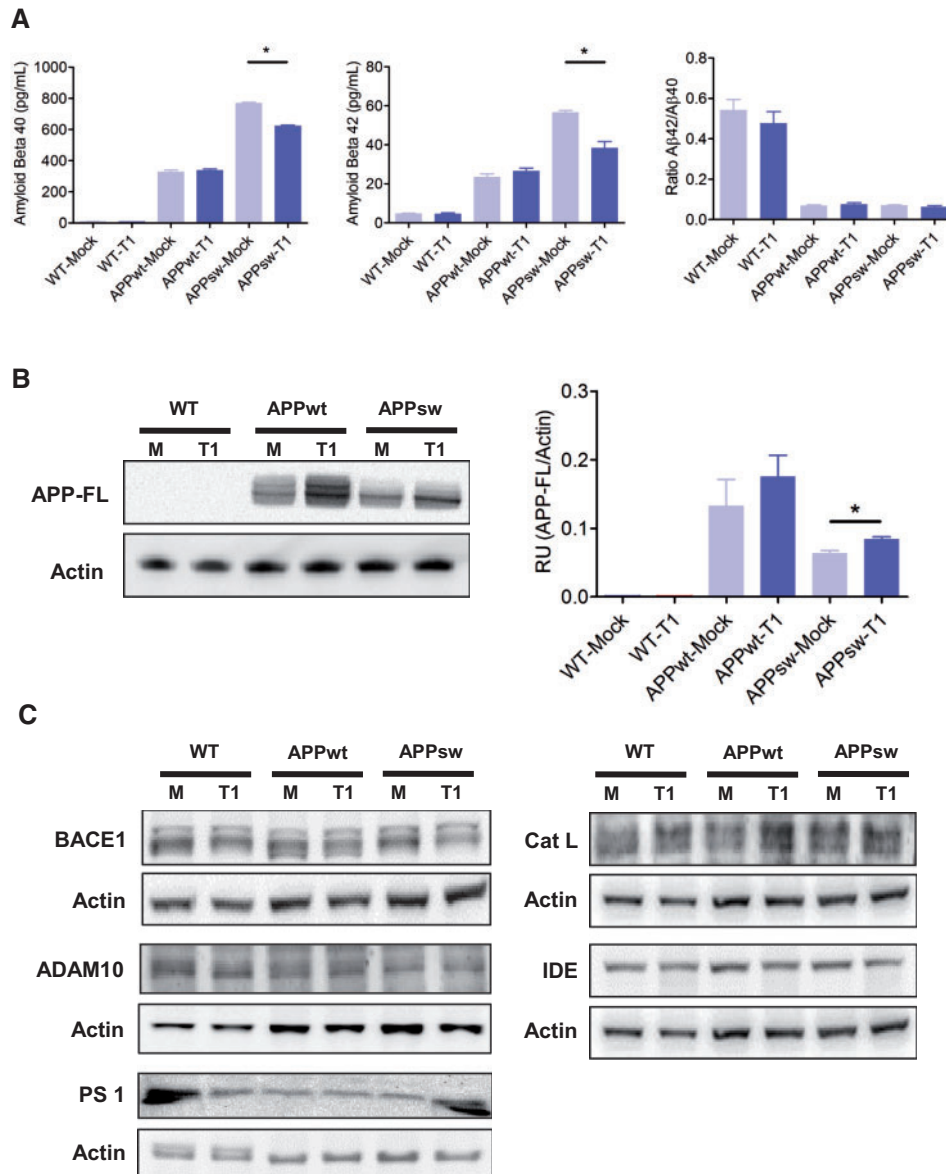 A
Amyloid Beta 40 (pg/mL)
1000
800
600
400
200
0
*
WT-Mock
WT-T1
APPwt-Mock
APPwt-T1
APPsw-Mock
APPsw-T1
Amyloid Beta 42 (pg/mL)
80
60
40
20
0
*
WT-Mock
WT-T1
APPwt-Mock
APPwt-T1
APPsw-Mock
APPsw-T1
Ratio Aβ42/Aβ40
0.8
0.6
0.4
0.2
0.0
WT-Mock
WT-T1
APPwt-Mock
APPwt-T1
APPsw-Mock
APPsw-T1
B
WT APPwt APPsw
M T1 M T1 M T1
APP-FL
Actin
RU (APP-FL/Actin)
0.3
0.2
0.1
0.0
*
WT-Mock
WT-T1
APPwt-Mock
APPwt-T1
APPsw-Mock
APPsw-T1
C
WT APPwt APPsw
M T1 M T1 M T1
BACE1
Actin
ADAM10
Actin
PS 1
Actin
WT APPwt APPsw
M T1 M T1 M T1
Cat L
Actin
IDE
Actin